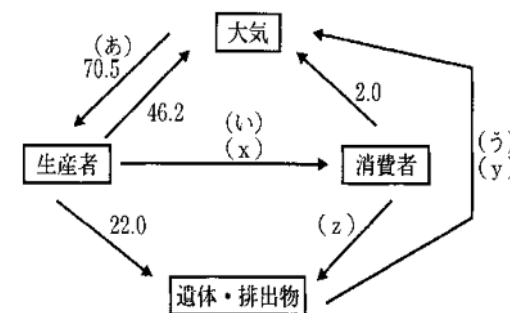 大気
(あ)
70.5
46.2
2.0
(い)
(x)
生産者
消費者
(う)
(y)
22.0
(z)
遺体・排出物